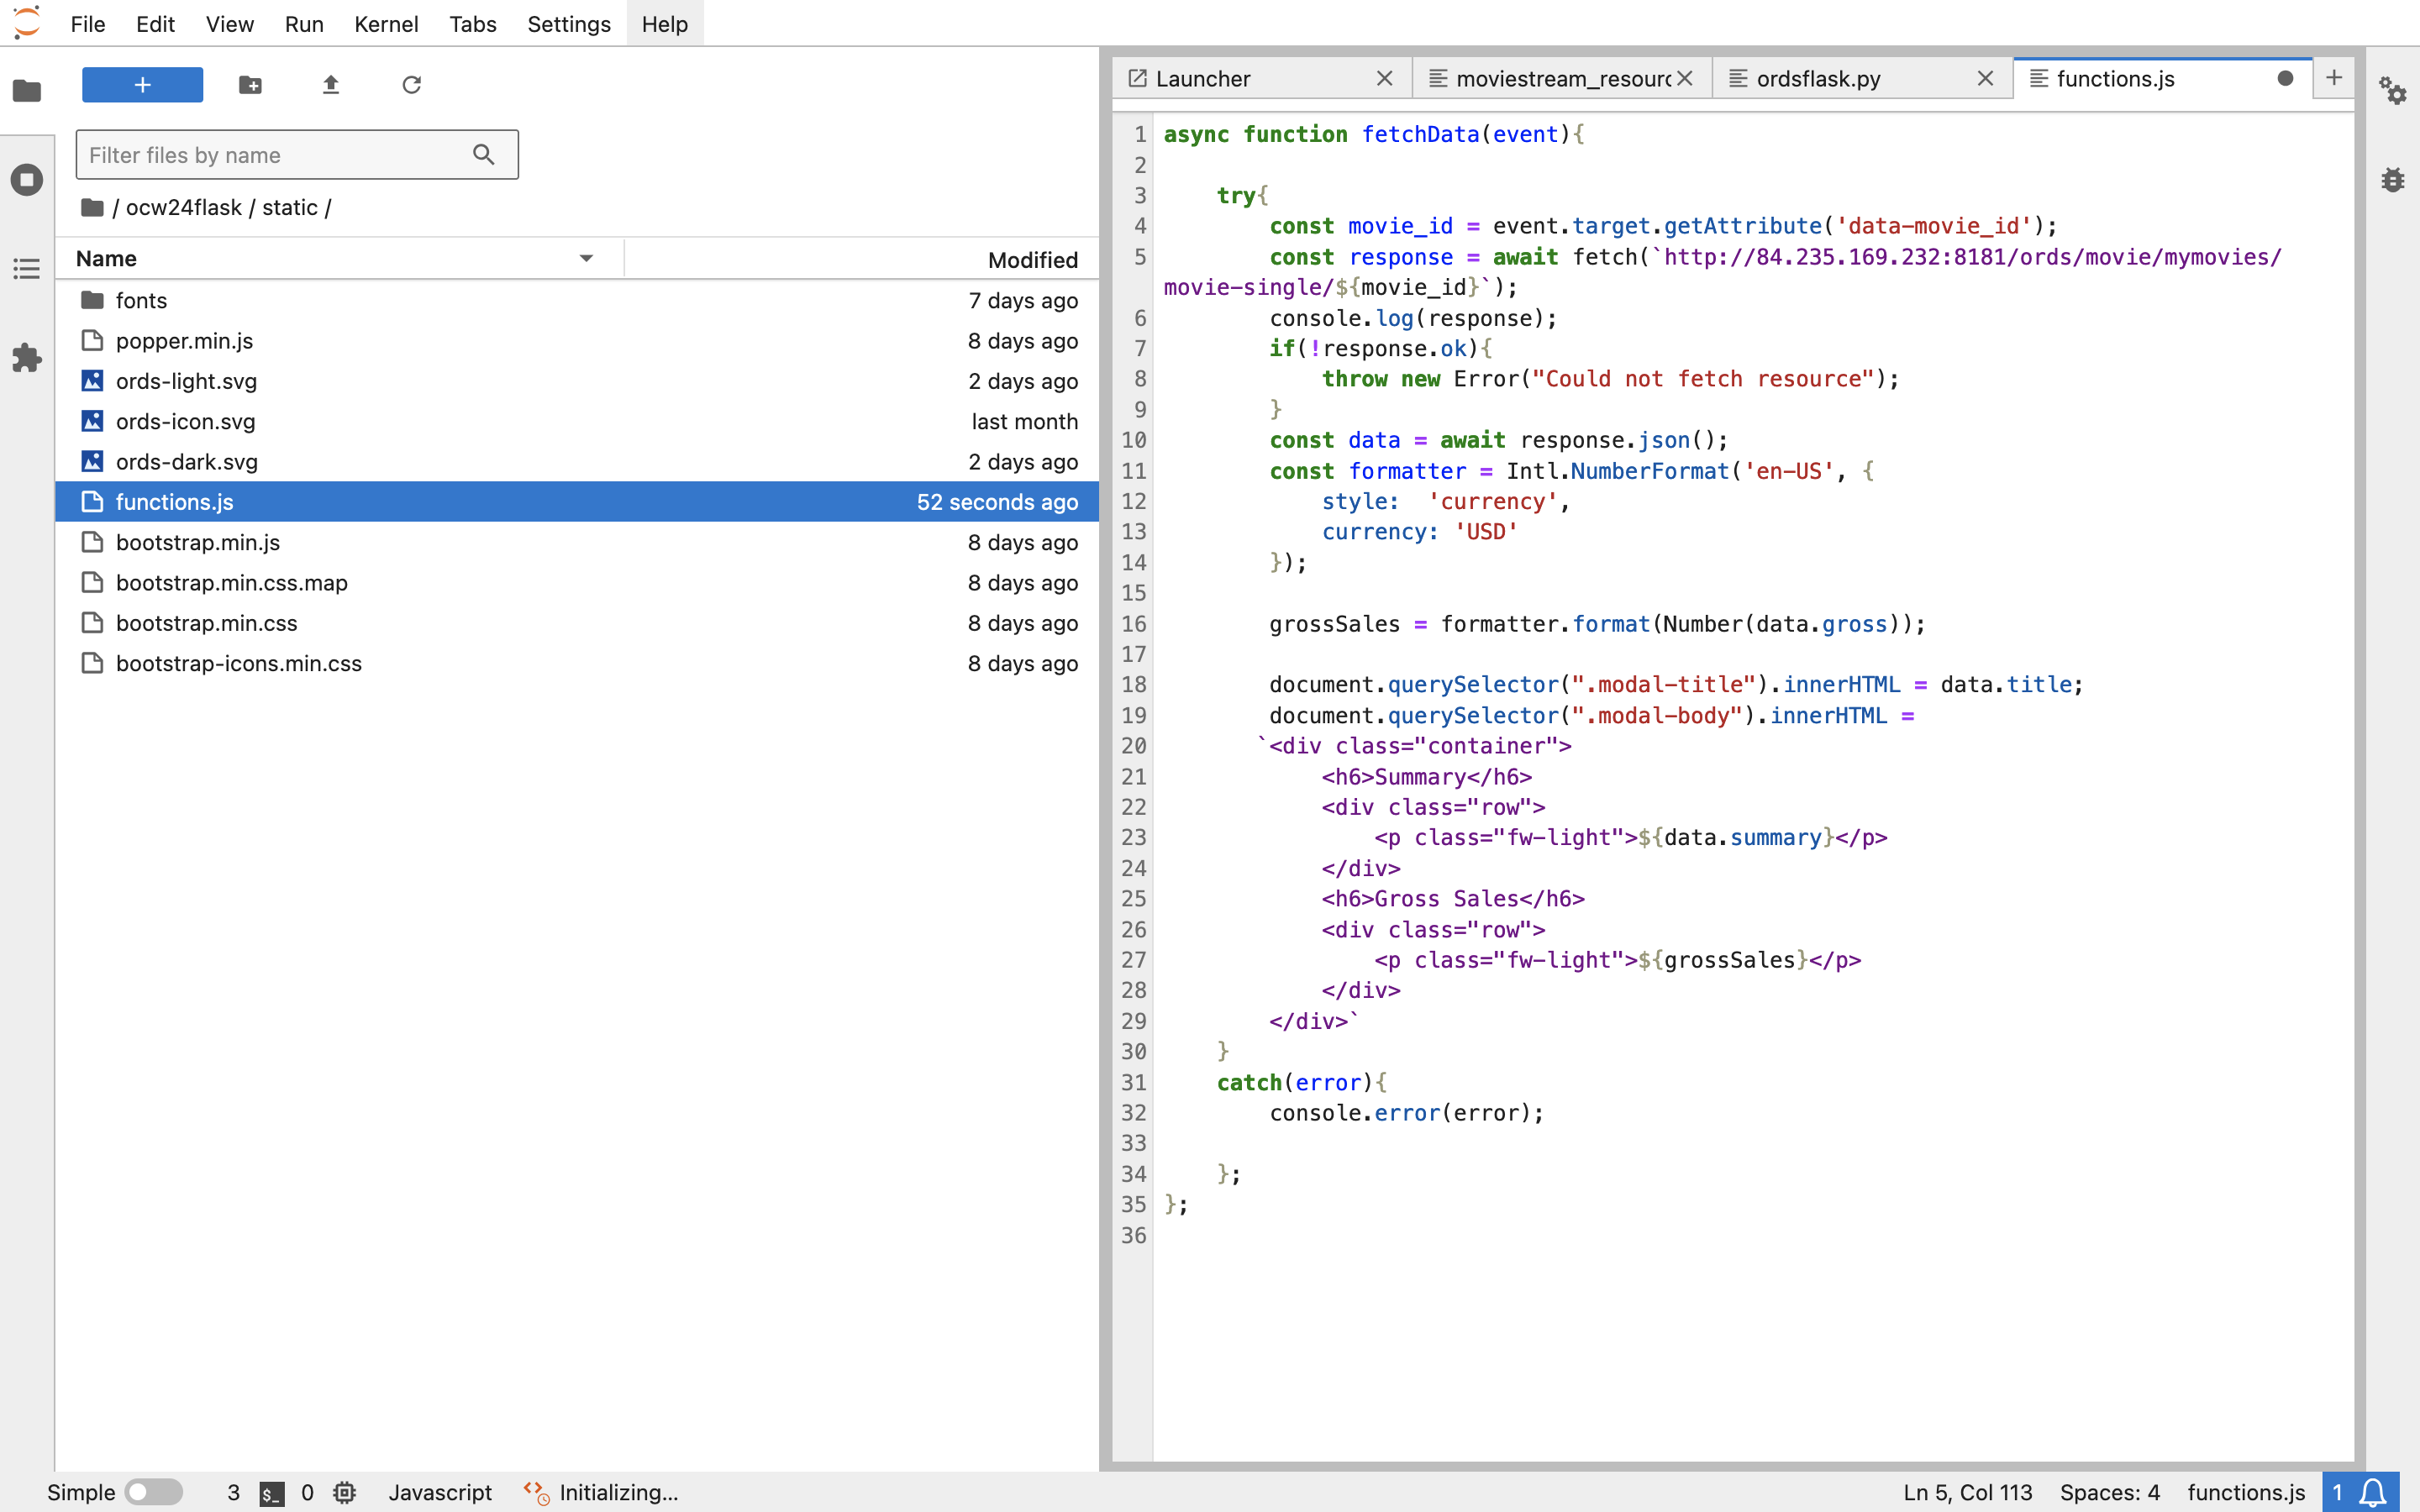 File Edit View Run Kernel Tabs Settings Help
+
Filter files by name
/ ocw24flask / static /
Name Modified
fonts 7 days ago
popper.min.js 8 days ago
ords-light.svg 2 days ago
ords-icon.svg last month
ords-dark.svg 2 days ago
functions.js 52 seconds ago
bootstrap.min.js 8 days ago
bootstrap.min.css.map 8 days ago
bootstrap.min.css 8 days ago
bootstrap-icons.min.css 8 days ago
Launcher moviestream_resourc ordsflask.py functions.js +
1 async function fetchData(event){
2
3     try{
4         const movie_id = event.target.getAttribute('data-movie_id');
5         const response = await fetch(`http://84.235.169.232:8181/ords/movie/mymovies/
movie-single/${movie_id}`);
6         console.log(response);
7         if(!response.ok){
8             throw new Error("Could not fetch resource");
9         }
10         const data = await response.json();
11         const formatter = Intl.NumberFormat('en-US', {
12             style:  'currency',
13             currency: 'USD'
14         });
15
16         grossSales = formatter.format(Number(data.gross));
17
18         document.querySelector(".modal-title").innerHTML = data.title;
19         document.querySelector(".modal-body").innerHTML =
20        `<div class="container">
21             <h6>Summary</h6>
22             <div class="row">
23                 <p class="fw-light">${data.summary}</p>
24             </div>
25             <h6>Gross Sales</h6>
26             <div class="row">
27                 <p class="fw-light">${grossSales}</p>
28             </div>
29         </div>`
30     }
31     catch(error){
32         console.error(error);
33
34     };
35 };
36
Simple 3 $_ 0 Javascript Initializing... Ln 5, Col 113 Spaces: 4 functions.js 1